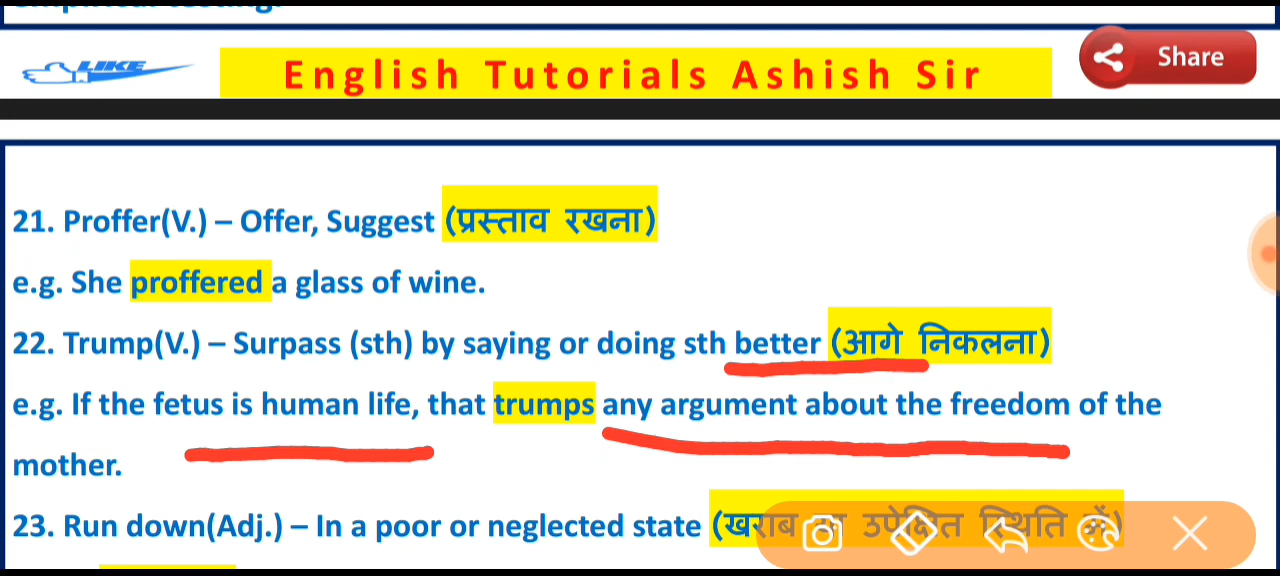 LIKE
English Tutorials Ashish Sir
Share
21. Proffer(V.) – Offer, Suggest (प्रस्ताव रखना)
e.g. She proffered a glass of wine.
22. Trump(V.) – Surpass (sth) by saying or doing sth better (आगे निकलना)
e.g. If the fetus is human life, that trumps any argument about the freedom of the
mother.
23. Run down(Adj.) – In a poor or neglected state (खराब उपेक्षित स्थिति में)